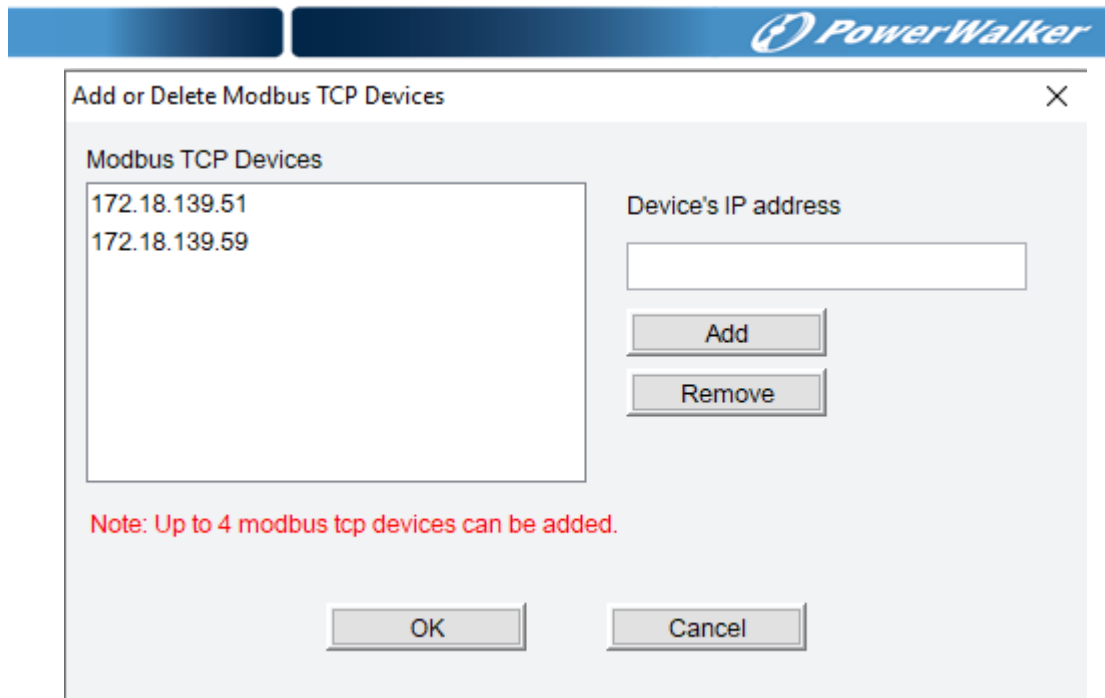 PowerWalker
Add or Delete Modbus TCP Devices
Modbus TCP Devices
172.18.139.51
172.18.139.59
Device's IP address
Add
Remove
Note: Up to 4 modbus tcp devices can be added.
OK
Cancel